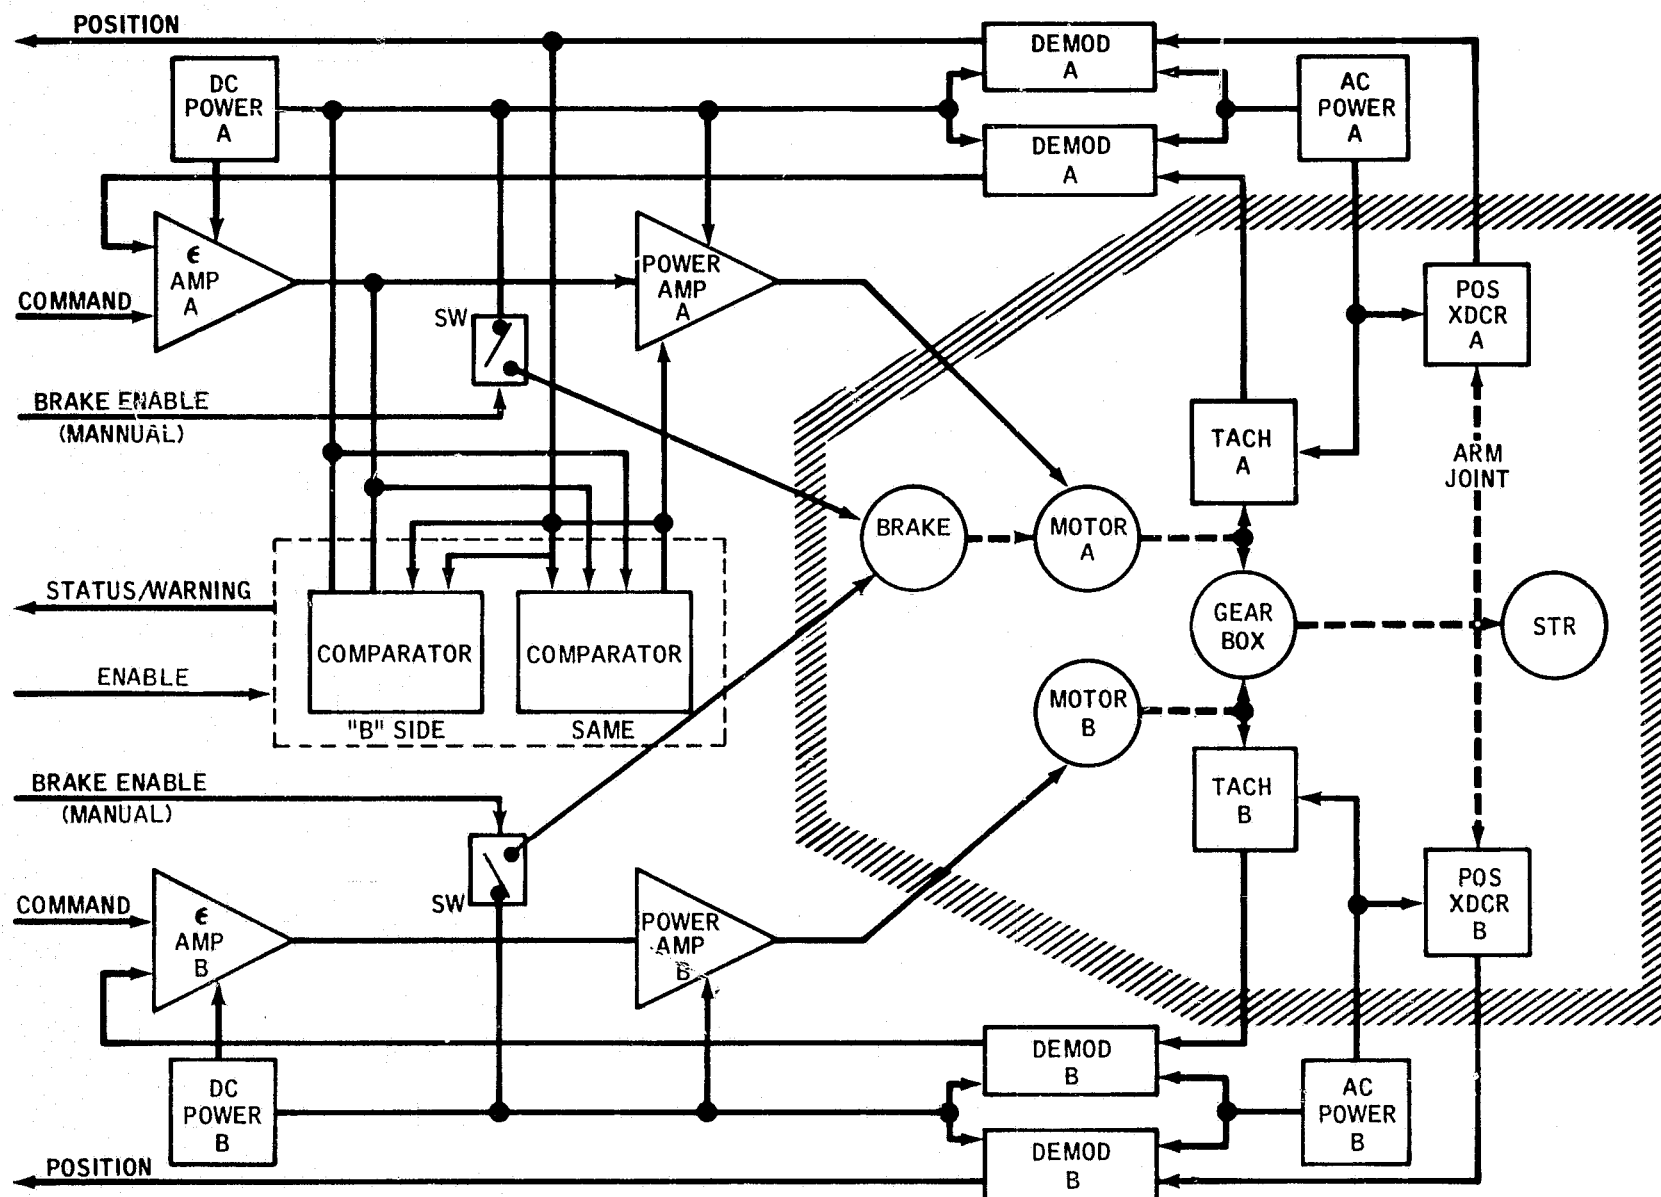 POSITION
DC
POWER
A
DEMOD
A
AC
POWER
A
DEMOD
A
ϵ
AMP
A
COMMAND
POWER
AMP
A
SW
POS
XDCR
A
BRAKE ENABLE
(MANNUAL)
TACH
A
ARM
JOINT
BRAKE
MOTOR
A
STATUS/WARNING
GEAR
BOX
STR
COMPARATOR
COMPARATOR
ENABLE
"B" SIDE
SAME
MOTOR
B
BRAKE ENABLE
(MANUAL)
TACH
B
SW
COMMAND
ϵ
AMP
B
POWER
AMP
B
POS
XDCR
B
DEMOD
B
DC
POWER
B
AC
POWER
B
POSITION
DEMOD
B